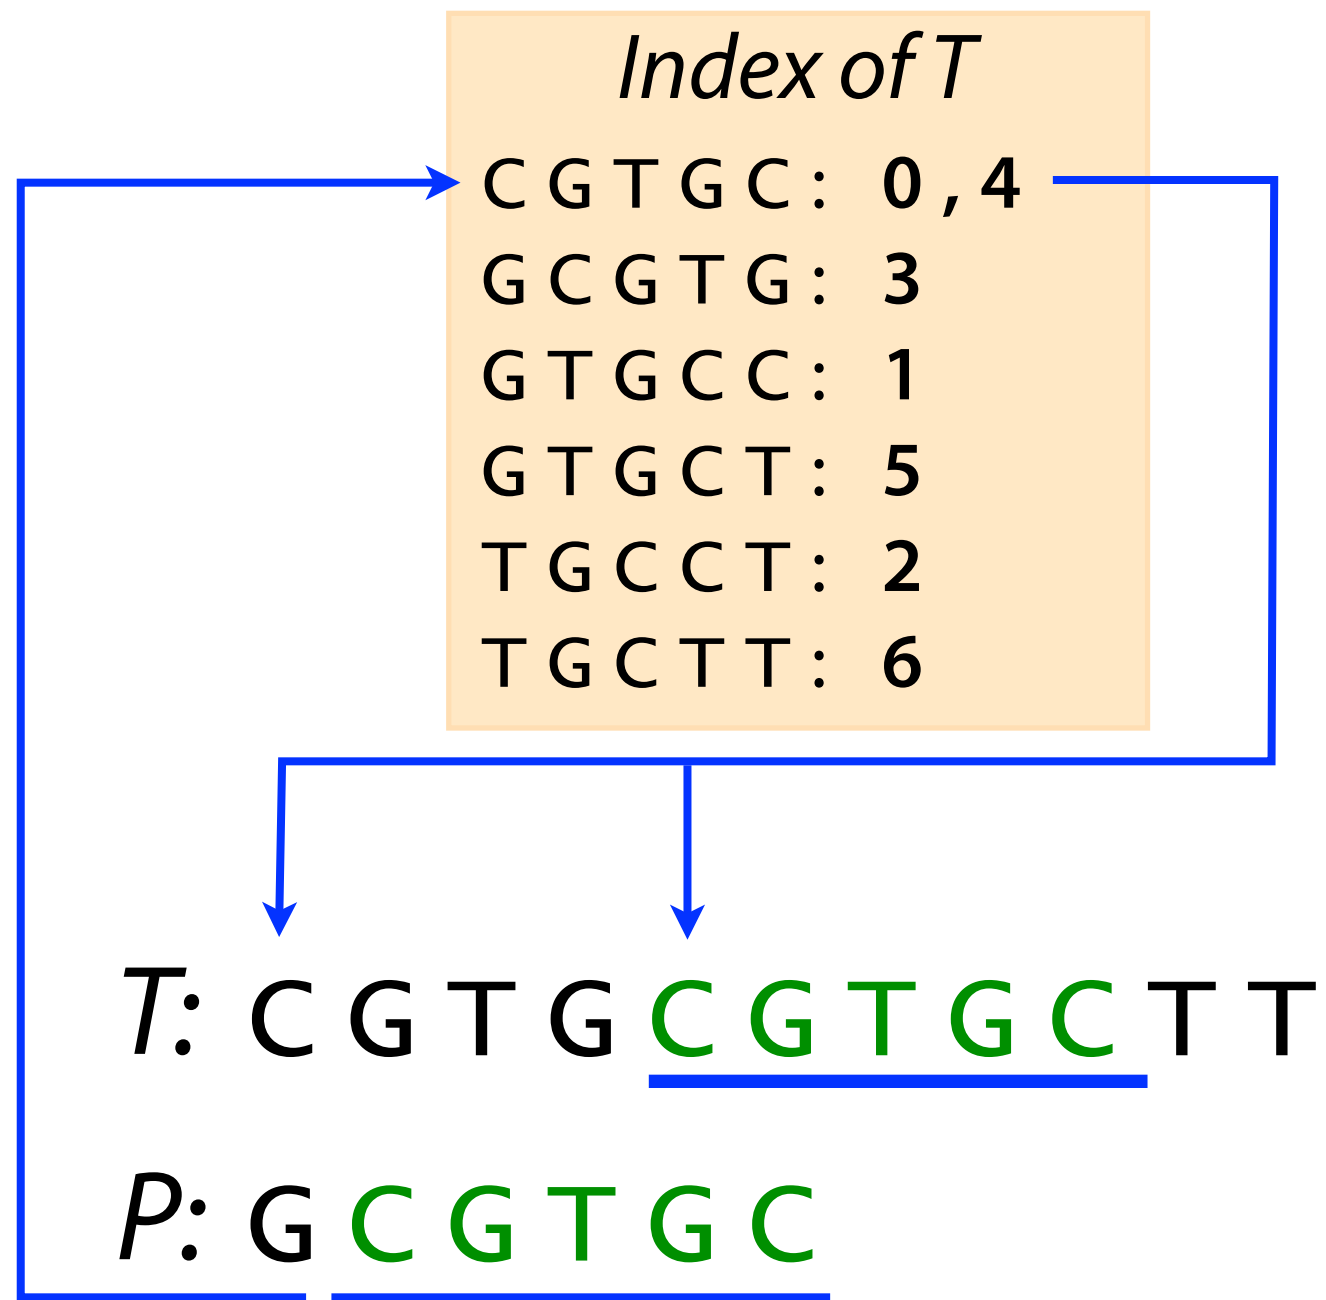 Index of T
C G T G C : 0 , 4
G C G T G : 3
G T G C C : 1
G T G C T : 5
T G C C T : 2
T G C T T : 6
T: C G T G C G T G C T T
P: G C G T G C